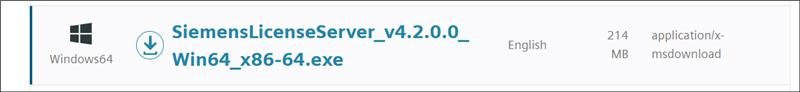 SiemensLicenseServer_v4.2.0.0_
Win64_x86-64.exe
Windows64
English
214
MB
application/x-
msdownload